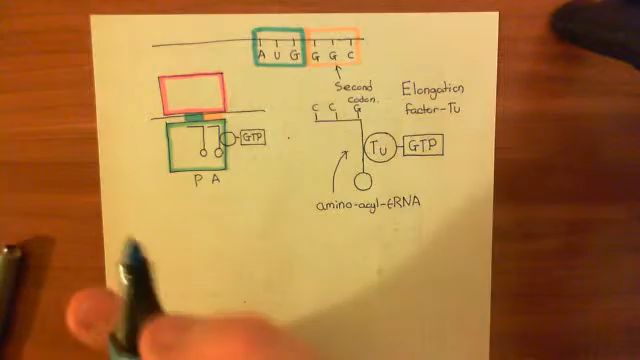 A U G G G C
Second
codon.
Elongation
factor-Tu
C C G
GTP
Tu GTP
P A
amino-acyl-tRNA